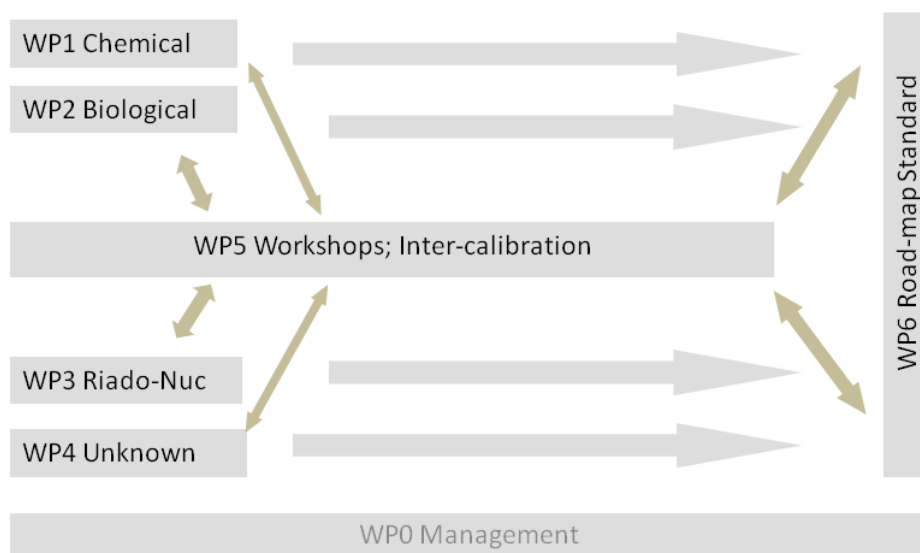 WP1 Chemical
WP2 Biological
WP5 Workshops; Inter-calibration
WP3 Riado-Nuc
WP4 Unknown
WP6 Road-map Standard
WP0 Management